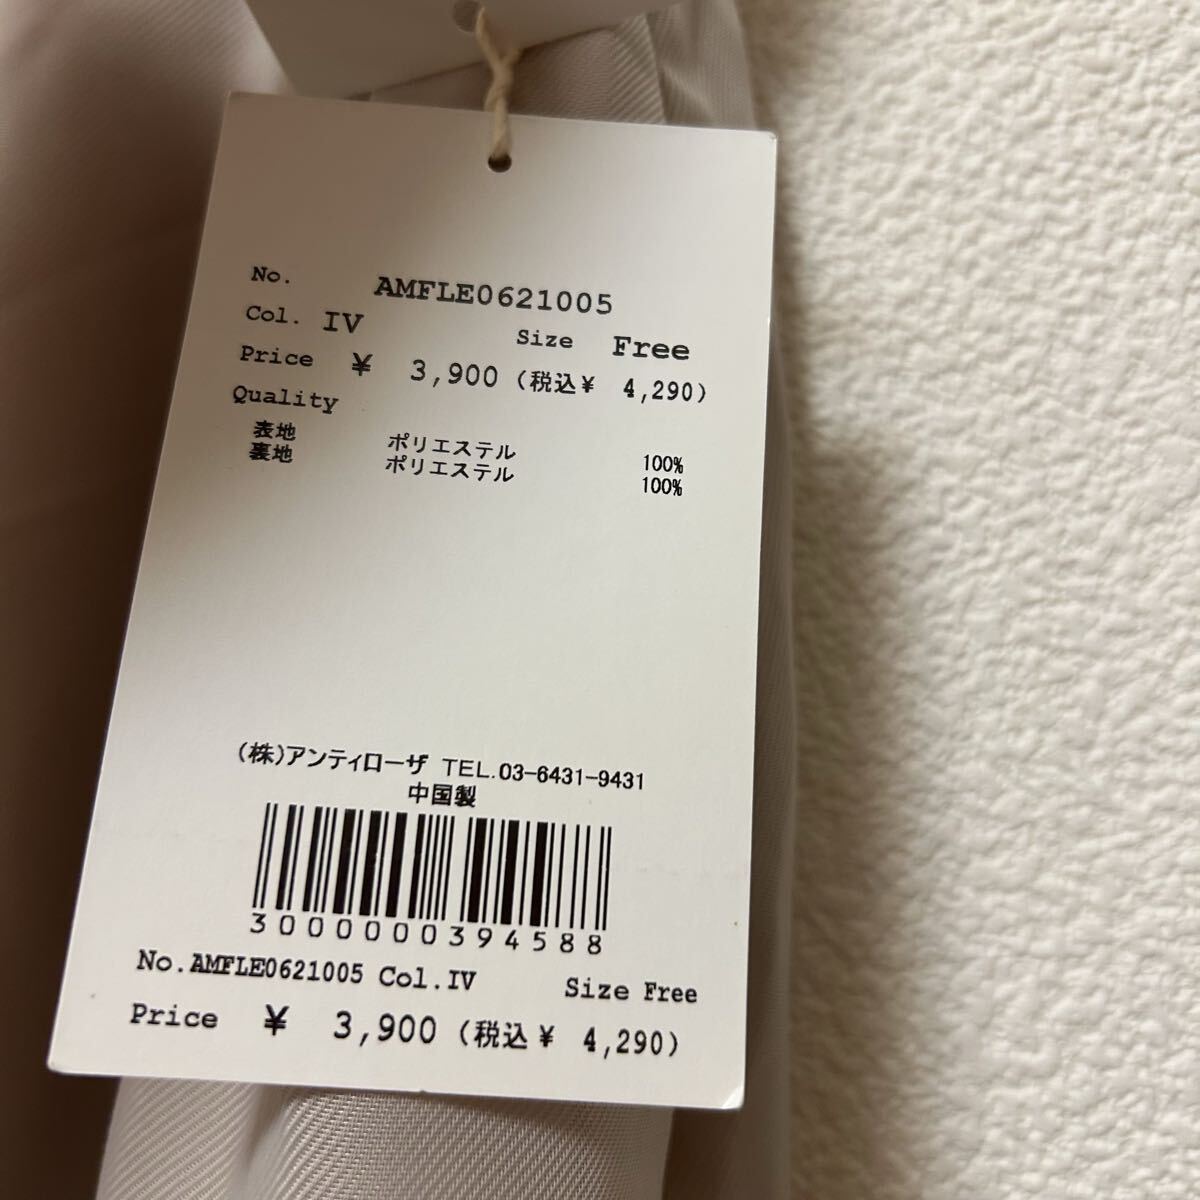 No. AMFLE0621005
Col. IV Size Free
Price ¥ 3,900 (税込¥ 4,290)
Quality
表地 ポリエステル 100%
裏地 ポリエステル 100%
(株)アンティローザ TEL.03-6431-9431
中国製
3000000394588
No.AMFLE0621005 Col.IV Size Free
Price ¥ 3,900 (税込¥ 4,290)